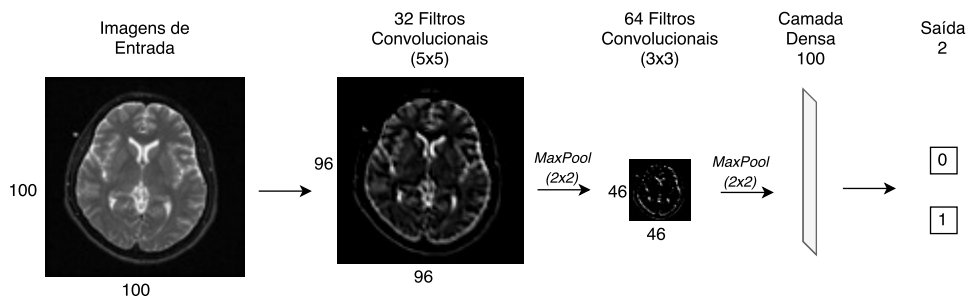 Imagens de
Entrada
32 Filtros
Convolucionais
(5x5)
64 Filtros
Convolucionais
(3x3)
Camada
Densa
100
Saída
2
100
100
96
96
MaxPool
(2x2)
46
46
MaxPool
(2x2)
0
1